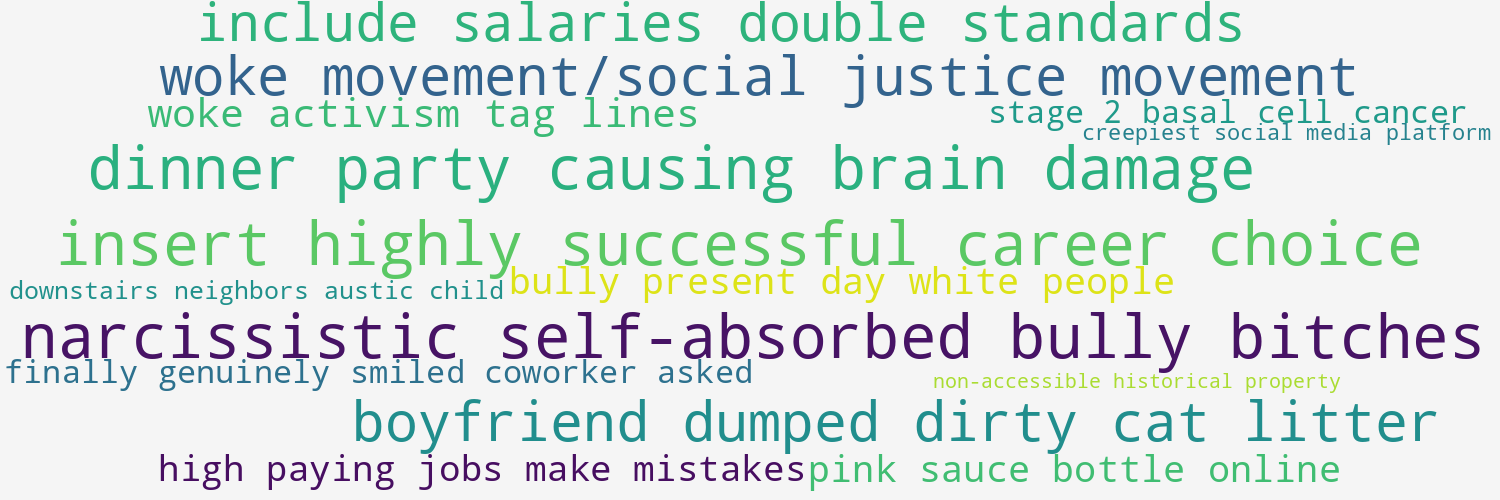 include salaries double standards
woke movement/social justice movement
woke activism tag lines
stage 2 basal cell cancer
creepiest social media platform
dinner party causing brain damage
insert highly successful career choice
bully present day white people
downstairs neighbors austic child
narcissistic self-absorbed bully bitches
finally genuinely smiled coworker asked
non-accessible historical property
boyfriend dumped dirty cat litter
high paying jobs make mistakes
pink sauce bottle online